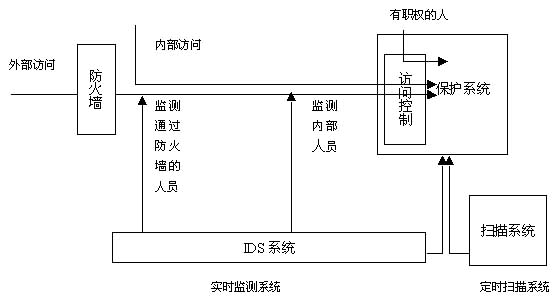 有职权的人
内部访问
外部访问
防火墙
访问控制
保护系统
监测
通过
防火
墙的
人员
监测
内部
人员
IDS 系统
扫描系统
实时监测系统
定时扫描系统